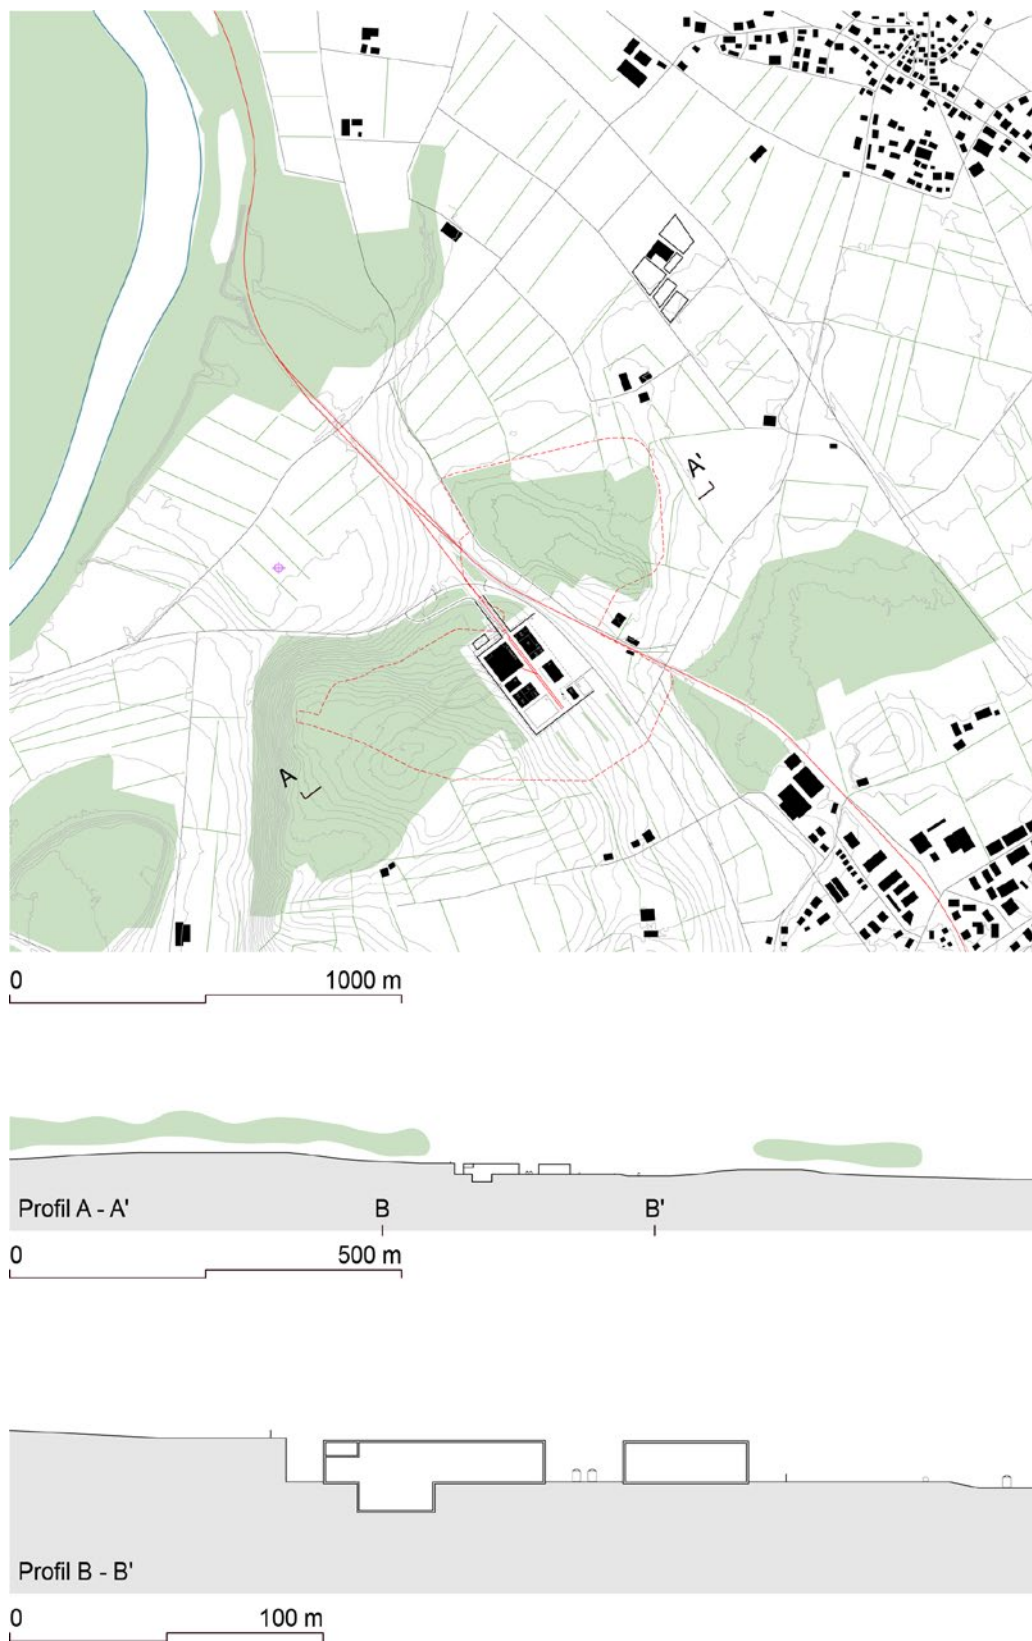 A'
A
0 1000 m
Profil A - A' B B'
0 500 m
Profil B - B'
0 100 m